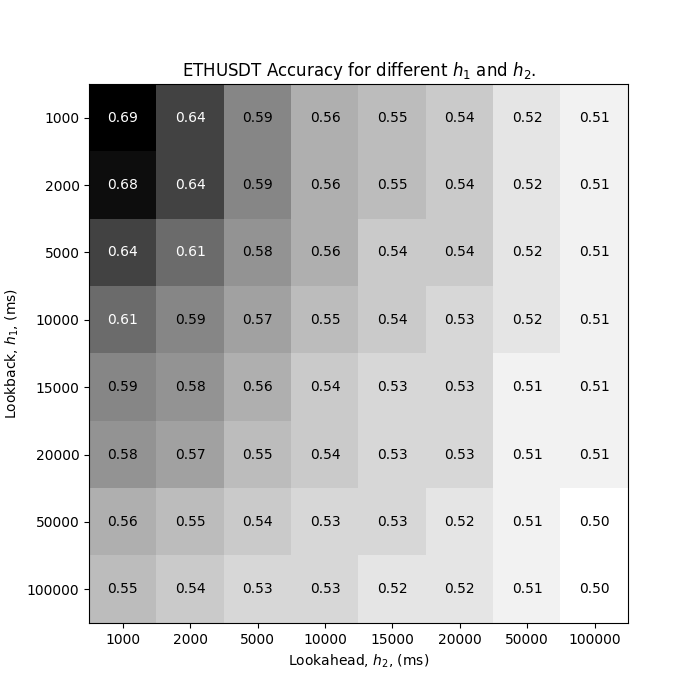 ETHUSDT Accuracy for different h₁ and h₂.
1000 0.69 0.64 0.59 0.56 0.55 0.54 0.52 0.51
2000 0.68 0.64 0.59 0.56 0.55 0.54 0.52 0.51
5000 0.64 0.61 0.58 0.56 0.54 0.54 0.52 0.51
10000 0.61 0.59 0.57 0.55 0.54 0.53 0.52 0.51
15000 0.59 0.58 0.56 0.54 0.53 0.53 0.51 0.51
20000 0.58 0.57 0.55 0.54 0.53 0.53 0.51 0.51
50000 0.56 0.55 0.54 0.53 0.53 0.52 0.51 0.50
100000 0.55 0.54 0.53 0.53 0.52 0.52 0.51 0.50
1000 2000 5000 10000 15000 20000 50000 100000
Lookahead, h₂, (ms)
Lookback, h₁, (ms)